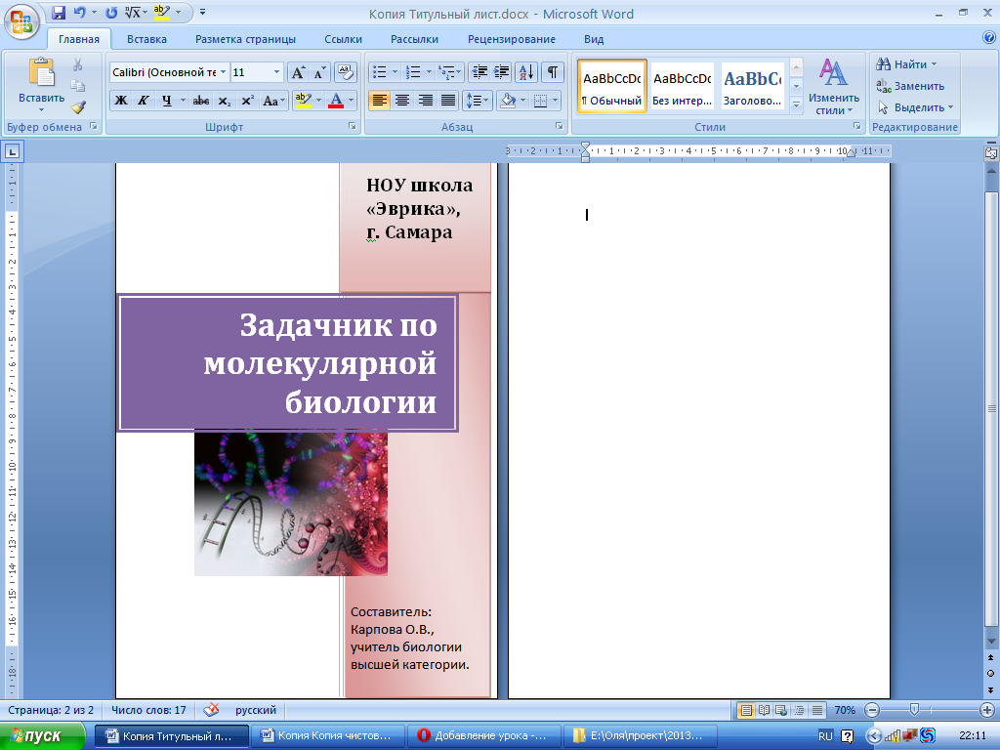 Копия Титульный лист.docx - Microsoft Word
Главная Вставка Разметка страницы Ссылки Рассылки Рецензирование Вид
Вставить
Calibri (Основной те 11
Ж К Ч abc x₂ x² Aa
AaBbCcDc AaBbCcDc AaBbCc
¶ Обычный Без интер... Заголово...
Изменить
стили
Найти
Заменить
Выделить
Буфер обмена Шрифт Абзац Стили Редактирование
НОУ школа
«Эврика»,
г. Самара
Задачник по
молекулярной
биологии
Составитель:
Карпова О.В.,
учитель биологии
высшей категории.
Страница: 2 из 2 Число слов: 17 русский 70%
пуск Копия Титульный л... Копия Копия чистов... Добавление урока -... E:\Оля\проект\2013... RU 22:11